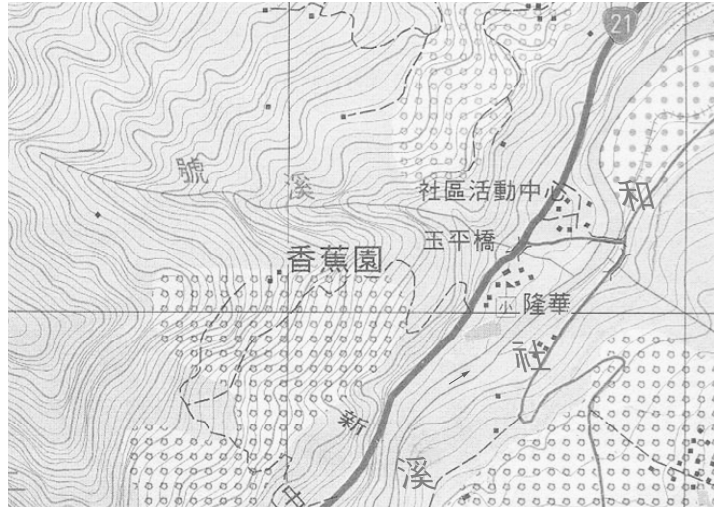 21
號 溪
和
社區活動中心
玉平橋
香蕉園
小 隆華
社
新
中
溪